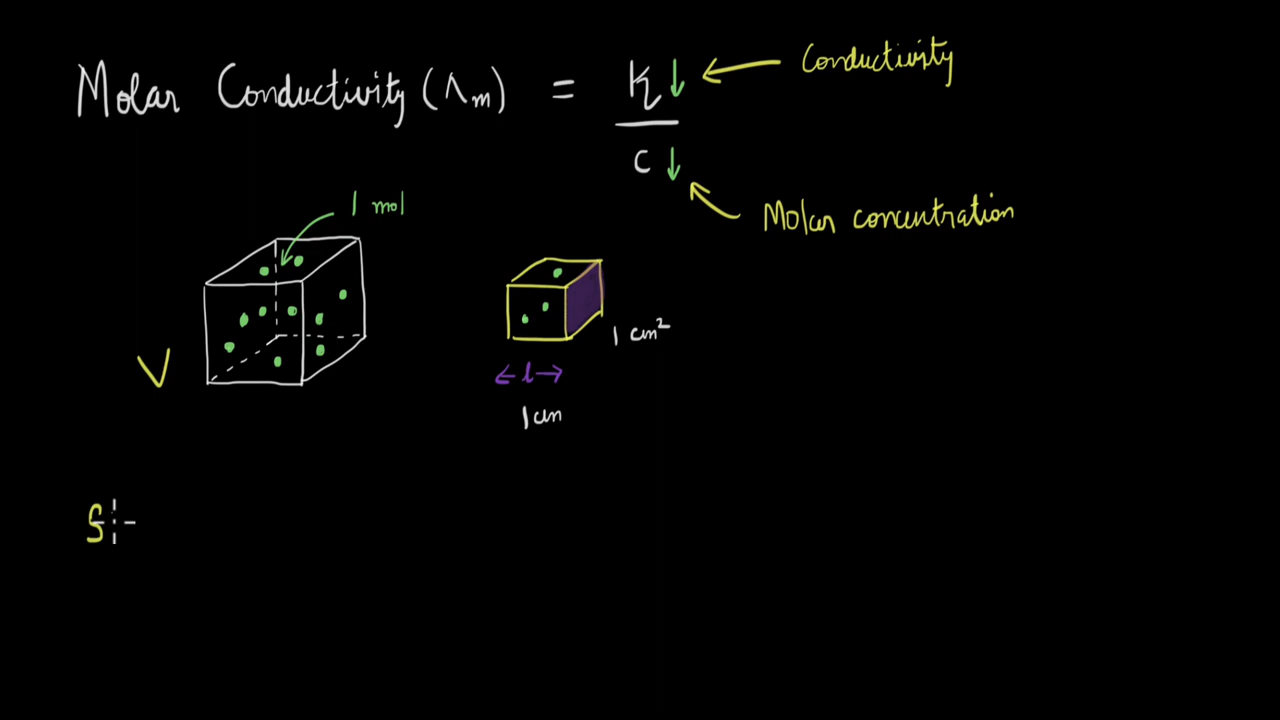 Molar Conductivity (Λm) = K ↓ ← Conductivity
C ↓
Molar concentration
1 mol
V
1 cm²
← l →
1 cm
S